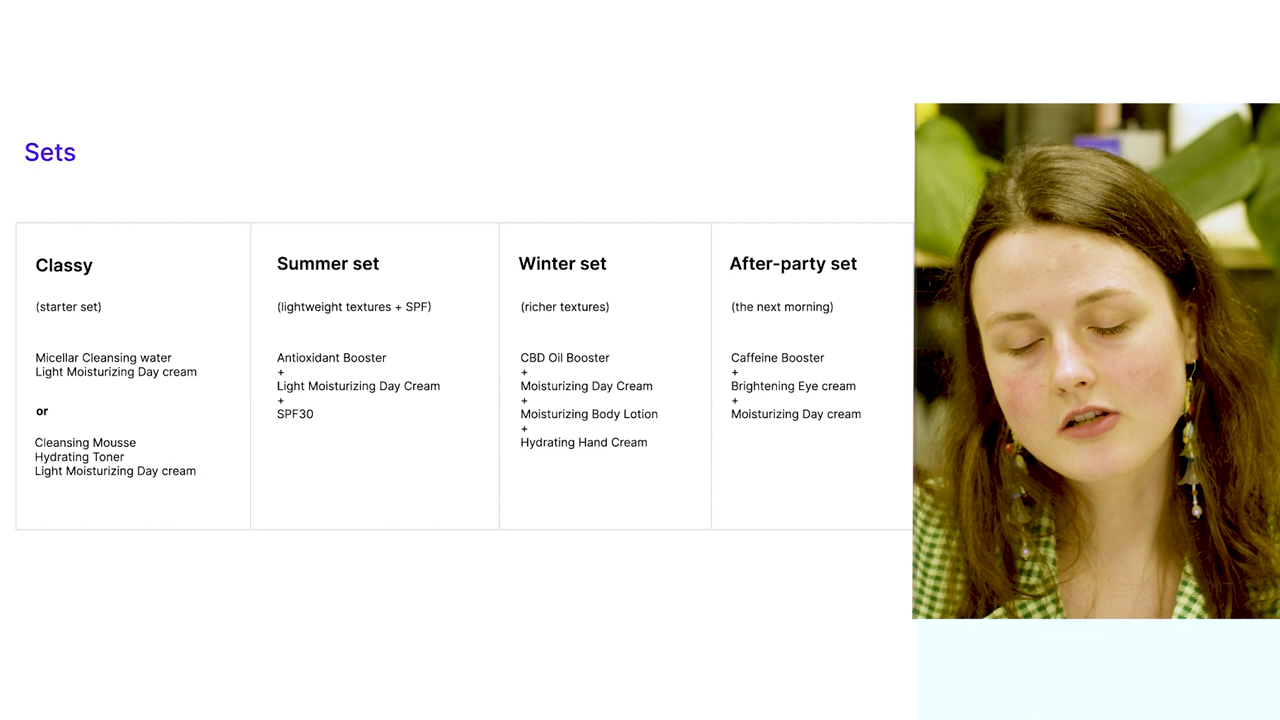 Sets
Classy
(starter set)
Micellar Cleansing water
Light Moisturizing Day cream
or
Cleansing Mousse
Hydrating Toner
Light Moisturizing Day cream
Summer set
(lightweight textures + SPF)
Antioxidant Booster
+
Light Moisturizing Day Cream
+
SPF30
Winter set
(richer textures)
CBD Oil Booster
+
Moisturizing Day Cream
+
Moisturizing Body Lotion
+
Hydrating Hand Cream
After-party set
(the next morning)
Caffeine Booster
+
Brightening Eye cream
+
Moisturizing Day cream